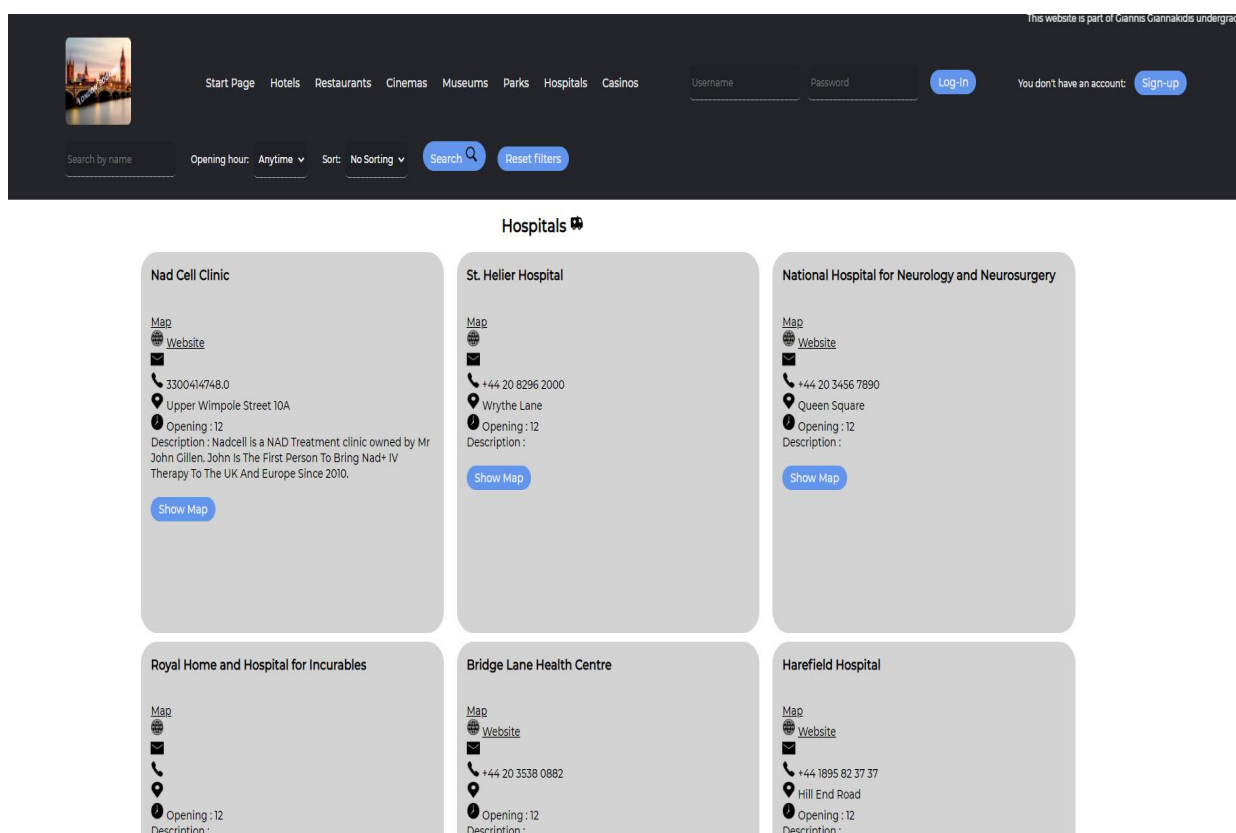 This website is part of Giannis Giannakidis undergrad
Start Page Hotels Restaurants Cinemas Museums Parks Hospitals Casinos Username Password Log-In You don't have an account: Sign-up
Search by name Opening hour: Anytime Sort: No Sorting Search Reset filters
Hospitals
Nad Cell Clinic
Map
Website
3300414748.0
Upper Wimpole Street 10A
Opening : 12
Description : Nadcell is a NAD Treatment clinic owned by Mr
John Gillen. John Is The First Person To Bring Nad+ IV
Therapy To The UK And Europe Since 2010.
Show Map
St. Helier Hospital
Map
+44 20 8296 2000
Wrythe Lane
Opening : 12
Description :
Show Map
National Hospital for Neurology and Neurosurgery
Map
Website
+44 20 3456 7890
Queen Square
Opening : 12
Description :
Show Map
Royal Home and Hospital for Incurables
Map
Opening : 12
Description :
Bridge Lane Health Centre
Map
Website
+44 20 3538 0882
Opening : 12
Description :
Harefield Hospital
Map
Website
+44 1895 82 37 37
Hill End Road
Opening : 12
Description :